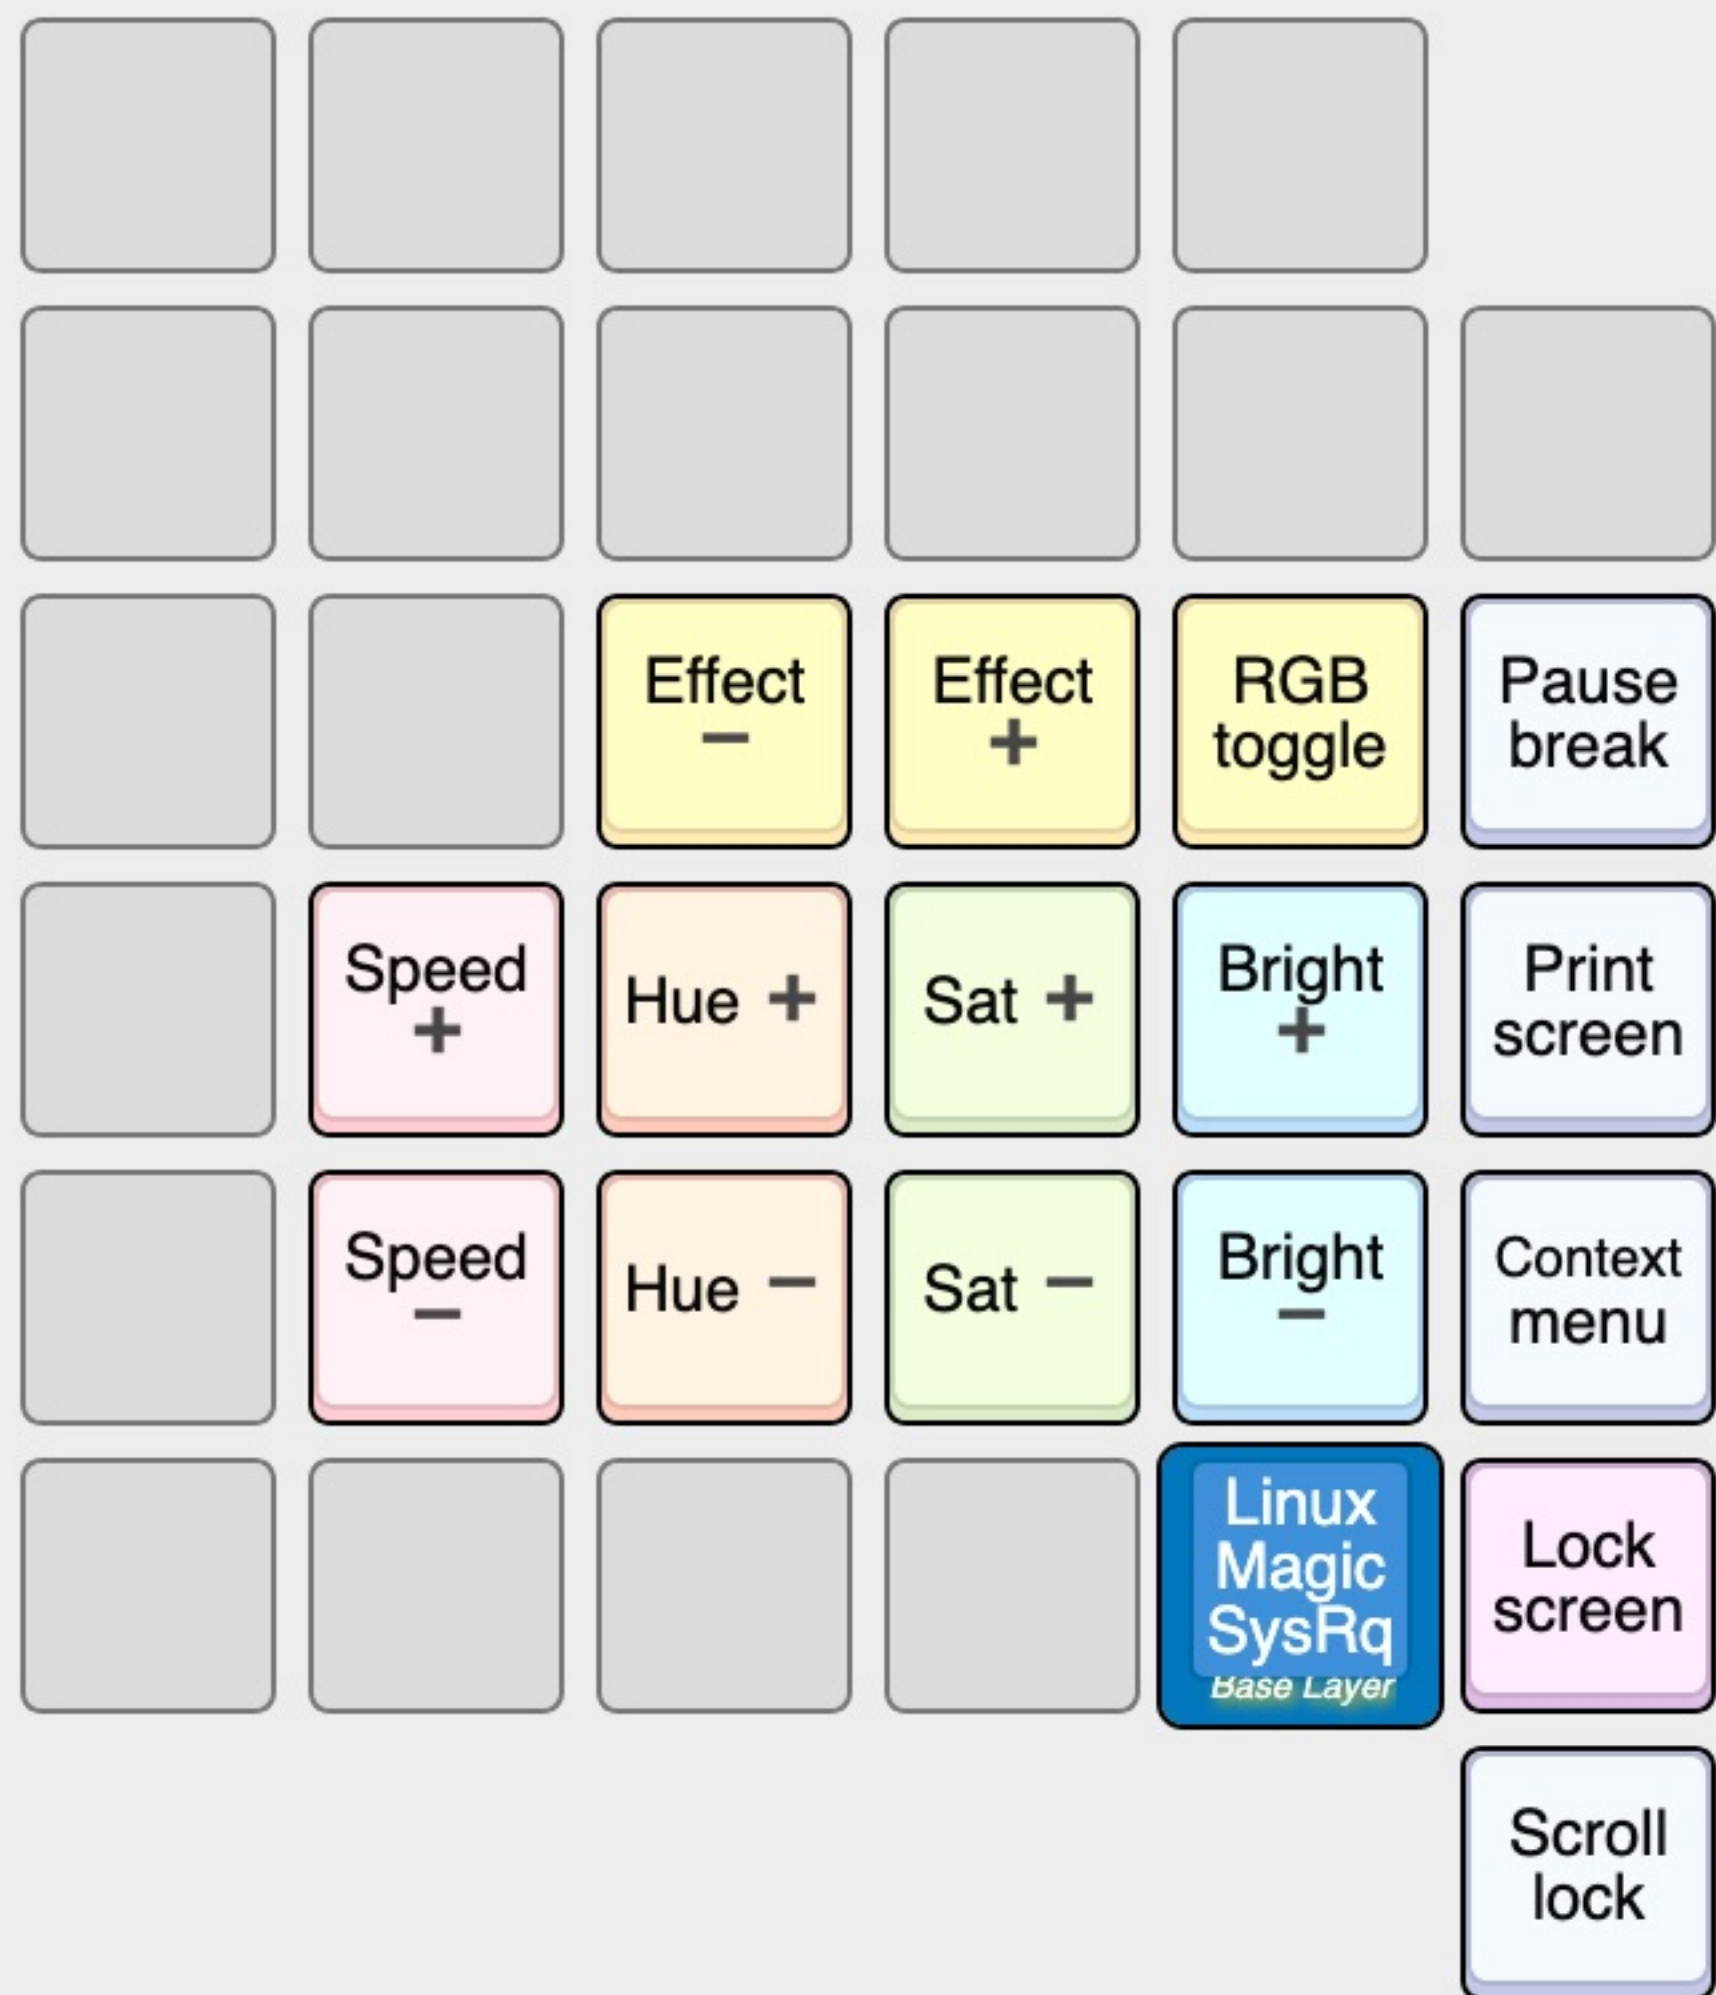 Effect
−
Effect
+
RGB
toggle
Pause
break
Speed
+
Hue +
Sat +
Bright
+
Print
screen
Speed
−
Hue −
Sat −
Bright
−
Context
menu
Linux
Magic
SysRq
Base Layer
Lock
screen
Scroll
lock